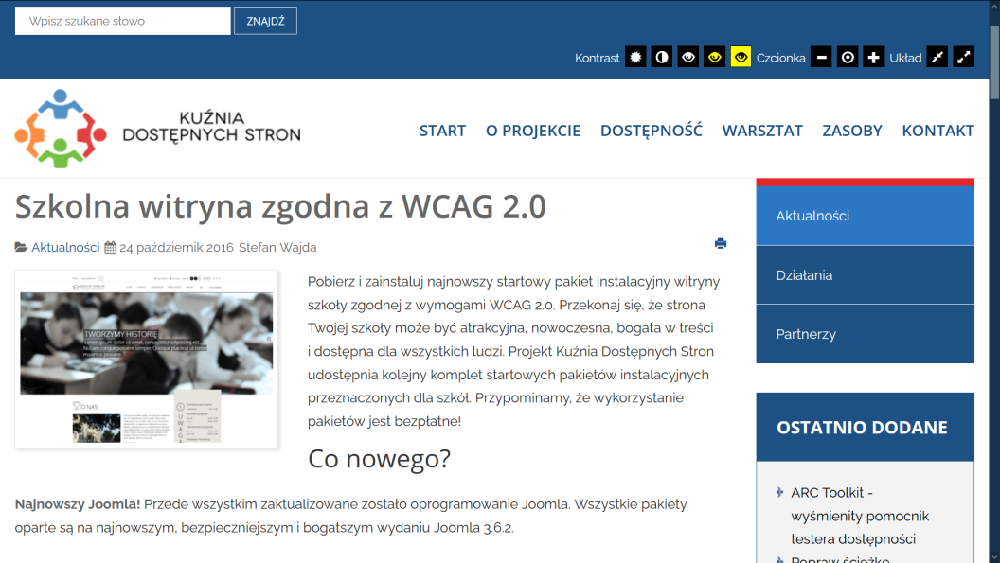 Wpisz szukane słowo
ZNAJDŹ
Kontrast
Czcionka
Układ
KUŹNIA
DOSTĘPNYCH STRON
START O PROJEKCIE DOSTĘPNOŚĆ WARSZTAT ZASOBY KONTAKT
Szkolna witryna zgodna z WCAG 2.0
Aktualności 24 październik 2016 Stefan Wajda
TWORZYMY HISTORIĘ
O NAS
Pobierz i zainstaluj najnowszy startowy pakiet instalacyjny witryny
szkoły zgodnej z wymogami WCAG 2.0. Przekonaj się, że strona
Twojej szkoły może być atrakcyjna, nowoczesna, bogata w treści
i dostępna dla wszystkich ludzi. Projekt Kuźnia Dostępnych Stron
udostępnia kolejny komplet startowych pakietów instalacyjnych
przeznaczonych dla szkół. Przypominamy, że wykorzystanie
pakietów jest bezpłatne!
Co nowego?
Najnowszy Joomla! Przede wszystkim zaktualizowane zostało oprogramowanie Joomla. Wszystkie pakiety
oparte są na najnowszym, bezpieczniejszym i bogatszym wydaniu Joomla 3.6.2.
Aktualności
Działania
Partnerzy
OSTATNIO DODANE
ARC Toolkit -
wyśmienity pomocnik
testera dostępności
Popraw ścieżkę